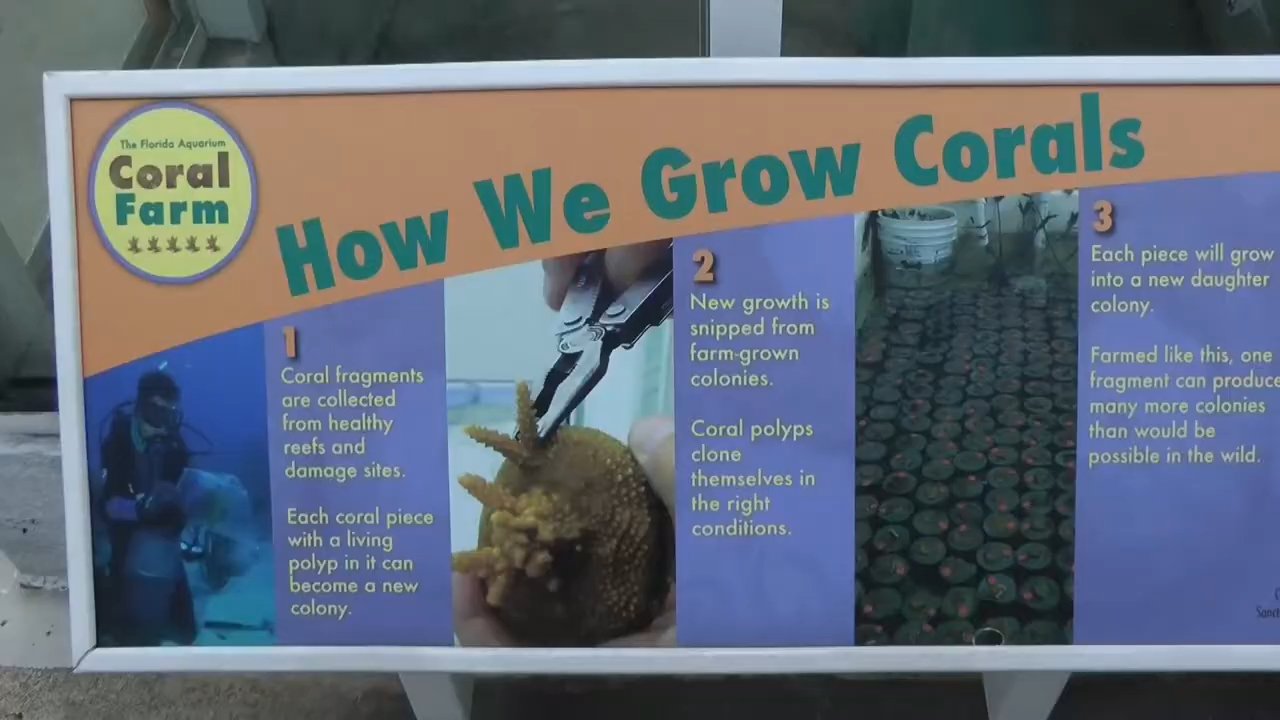 The Florida Aquarium
Coral
Farm
How We Grow Corals
1
Coral fragments
are collected
from healthy
reefs and
damage sites.
Each coral piece
with a living
polyp in it can
become a new
colony.
2
New growth is
snipped from
farm-grown
colonies.
Coral polyps
clone
themselves in
the right
conditions.
3
Each piece will grow
into a new daughter
colony.
Farmed like this, one
fragment can produce
many more colonies
than would be
possible in the wild.